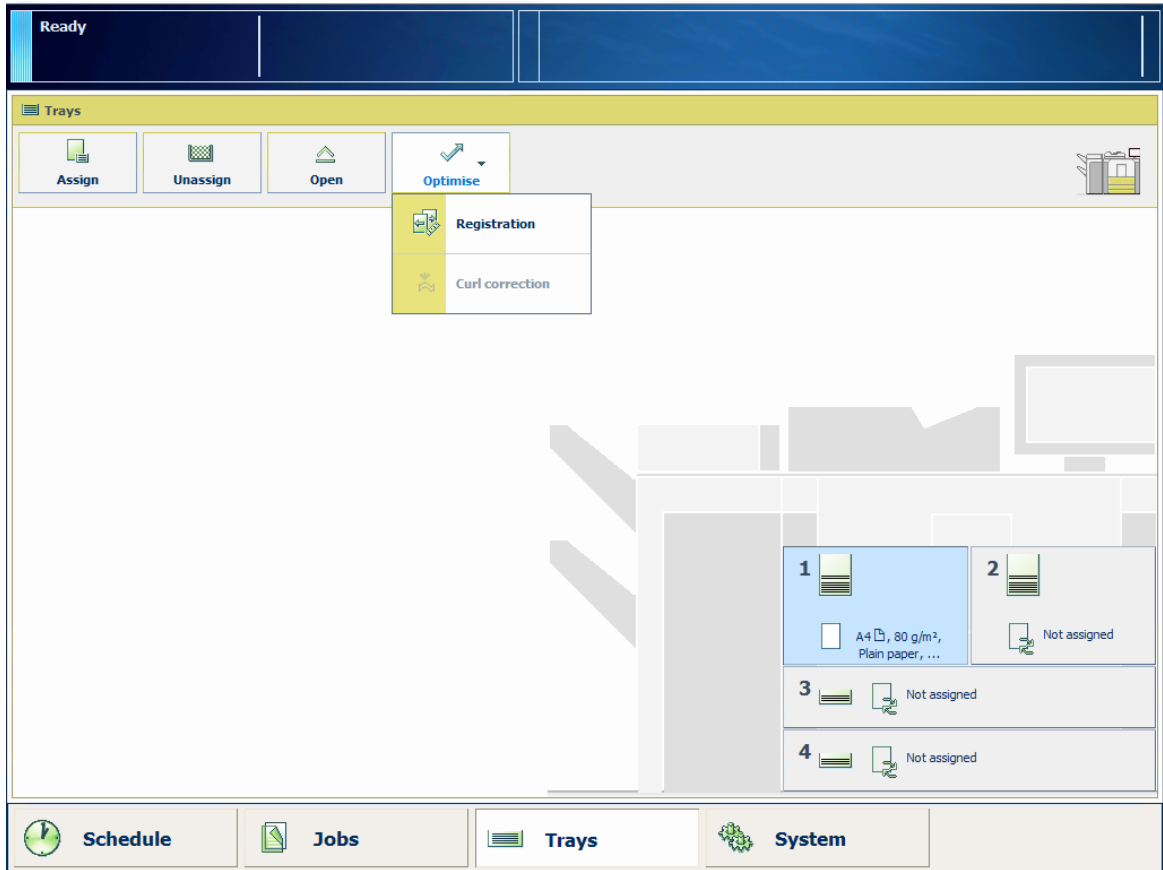 Ready
Trays
Assign
Unassign
Open
Optimise
Registration
Curl correction
1
2
A4 , 80 g/m²,
Plain paper, ...
Not assigned
3
Not assigned
4
Not assigned
Schedule
Jobs
Trays
System